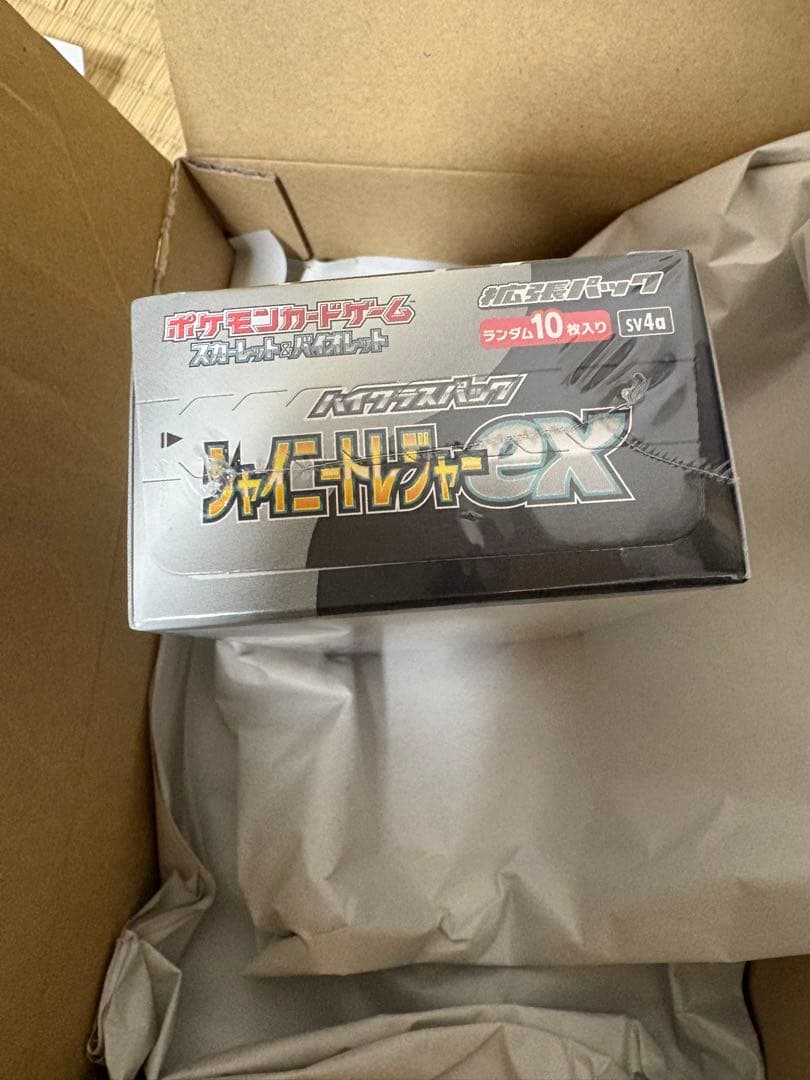 ポケモンカードゲーム
スカーレット&バイオレット
拡張パック
ランダム10枚入り
SV4a
ハイクラスパック
シャイニートレジャーex